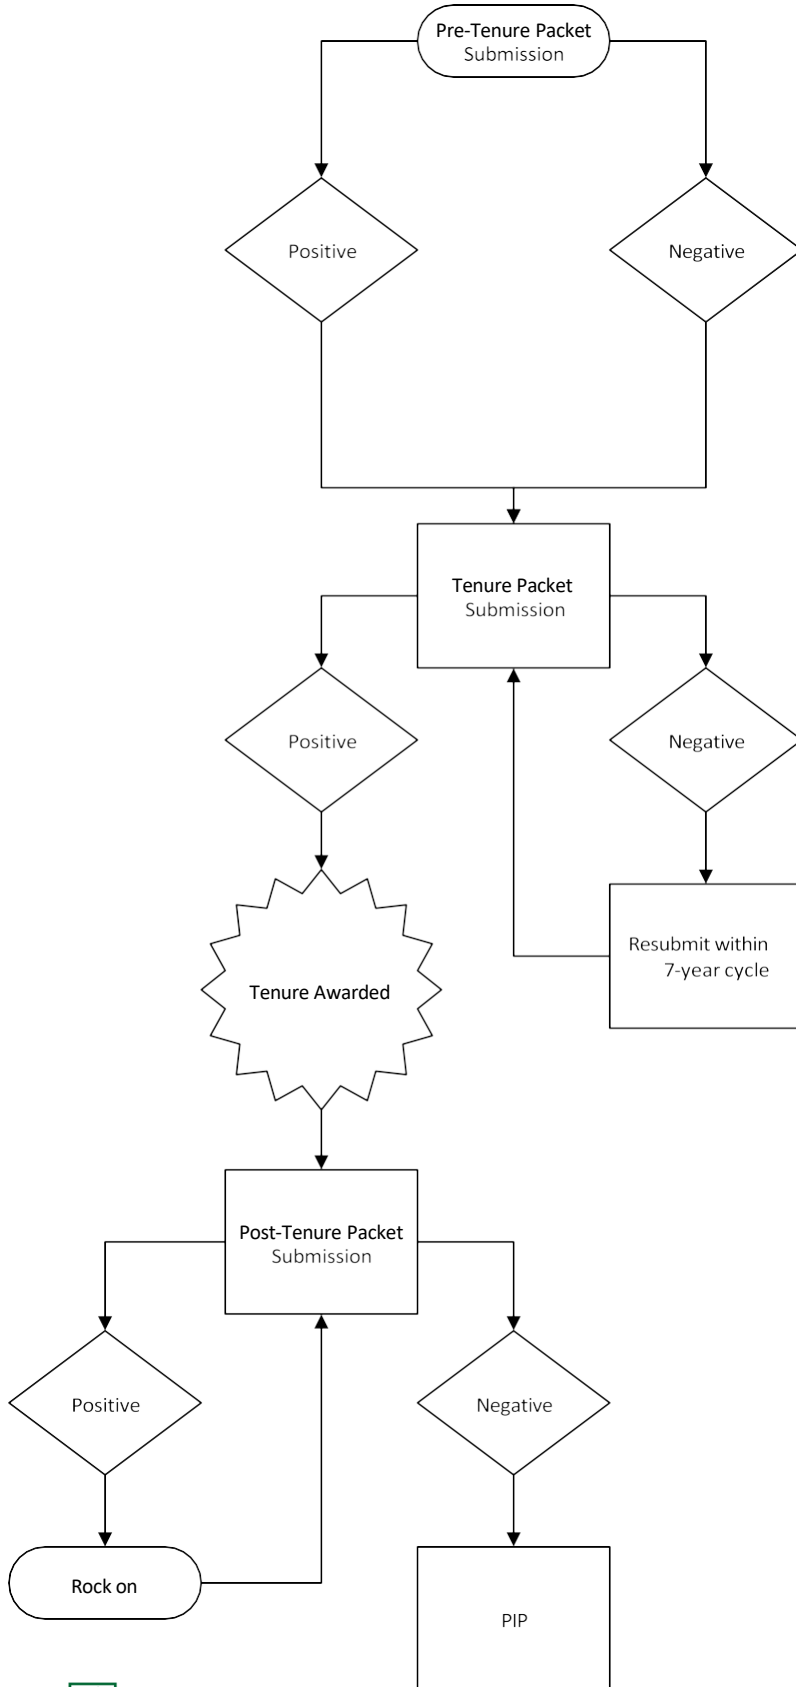 Pre-Tenure Packet
Submission
Positive
Negative
Tenure Packet
Submission
Positive
Negative
Resubmit within
7-year cycle
Tenure Awarded
Post-Tenure Packet
Submission
Positive
Negative
Rock on
PIP